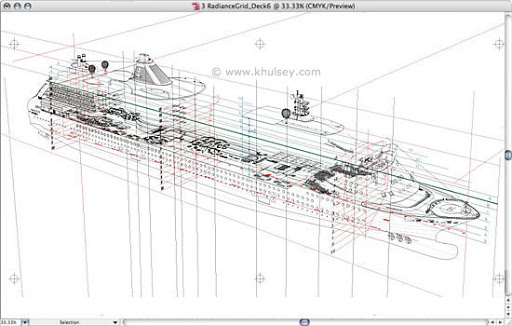 3 RadianceGrid_Deck6 @ 33.33% (CMYK/Preview)
© www.khulsey.com
33.33%
Selection